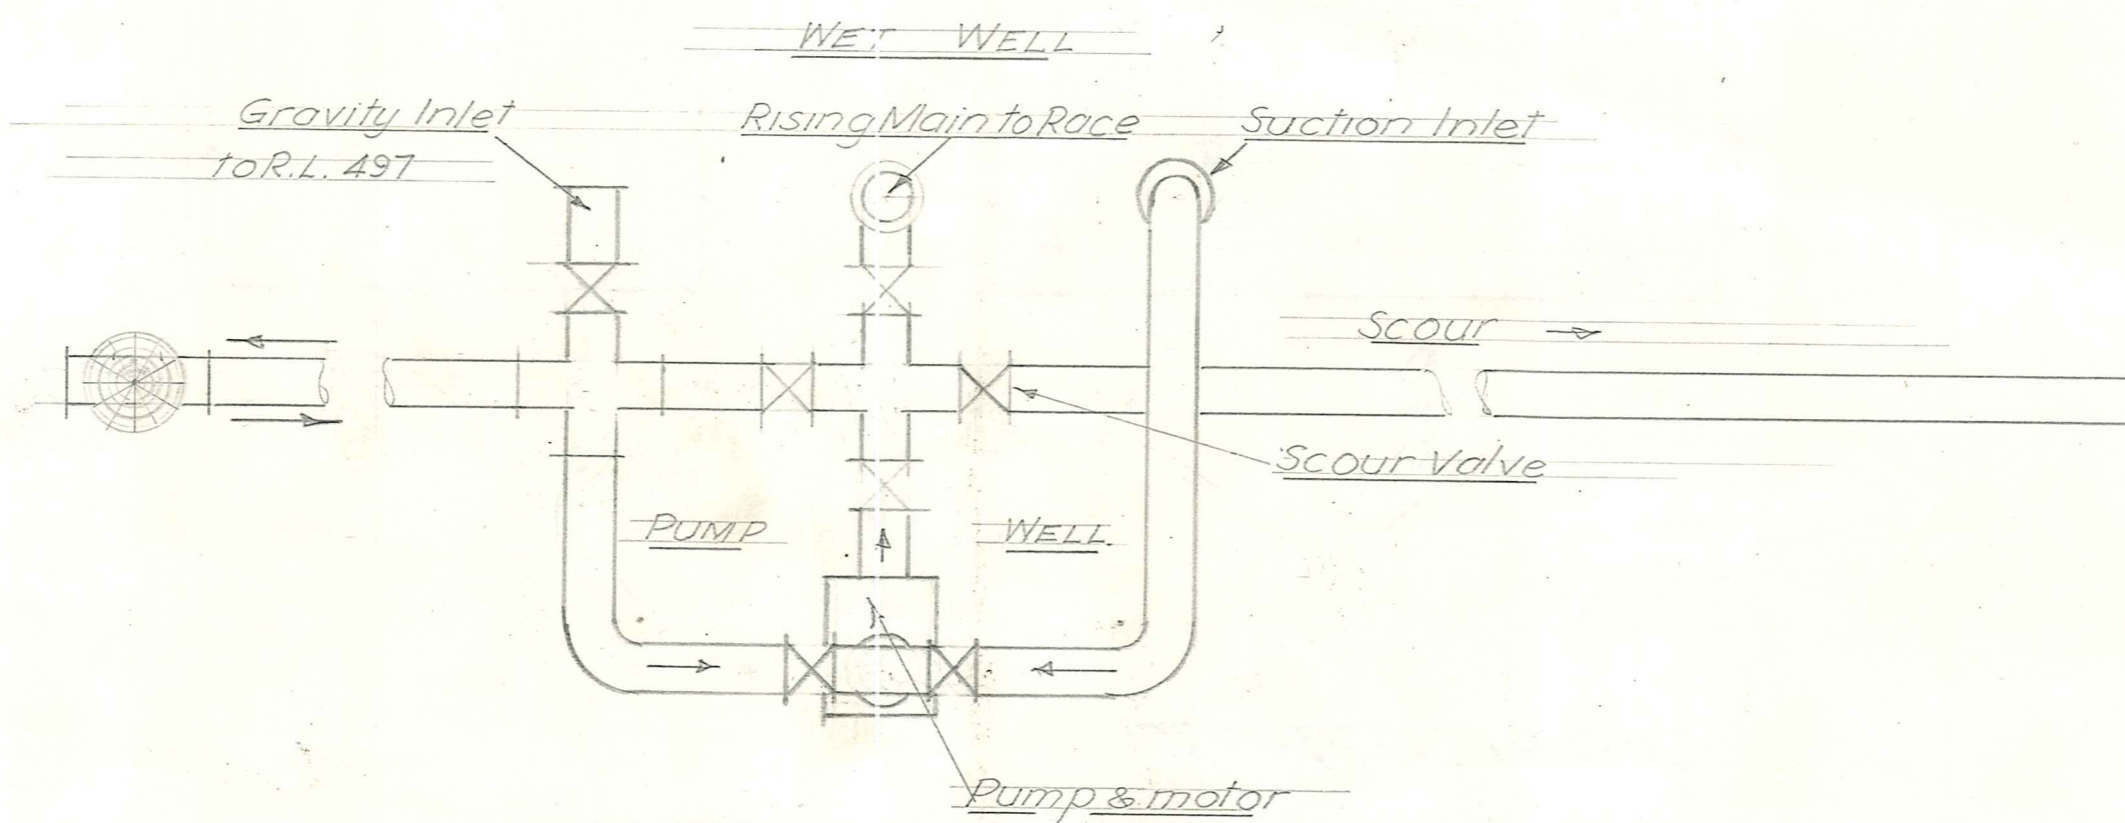 WET WELL
Gravity Inlet
to R.L. 497
Rising Main to Race
Suction Inlet
Scour
Scour Valve
PUMP WELL.
Pump & motor